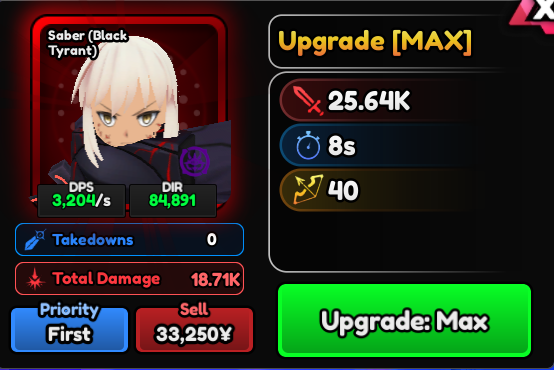 Saber (Black
Tyrant)
DPS
3,204/s
DIR
84,891
Takedowns 0
Total Damage 18.71K
Priority
First
Sell
33,250¥
X
Upgrade [MAX]
25.64K
8s
40
Upgrade: Max